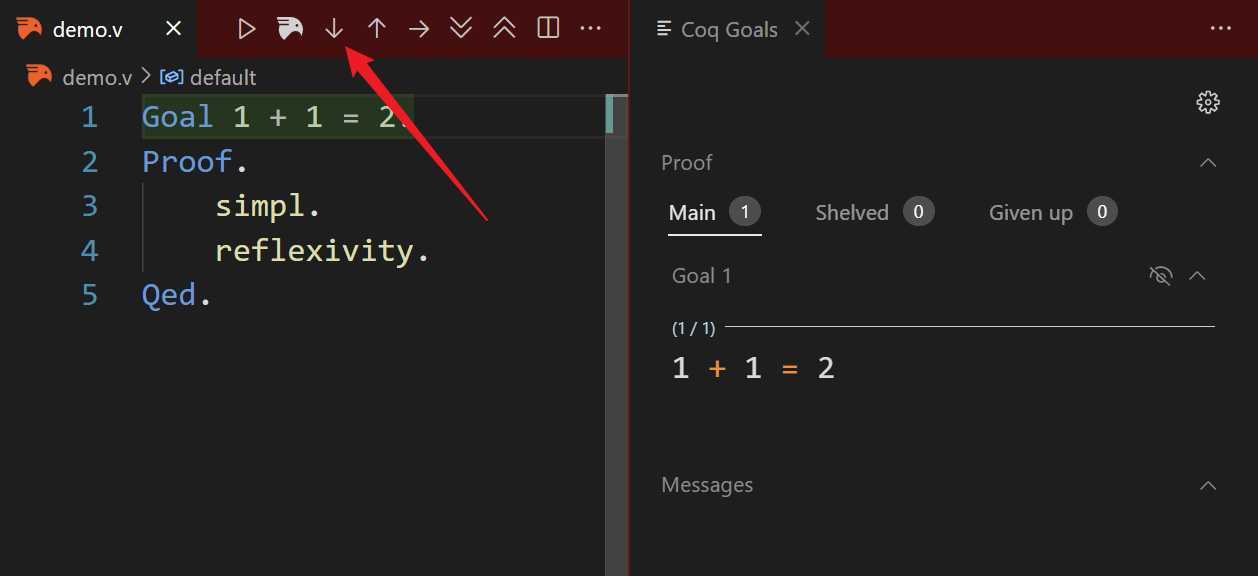 demo.v
demo.v > default
1 Goal 1 + 1 = 2.
2 Proof.
3 simpl.
4 reflexivity.
5 Qed.
Coq Goals
Proof
Main 1 Shelved 0 Given up 0
Goal 1
(1 / 1)
1 + 1 = 2
Messages